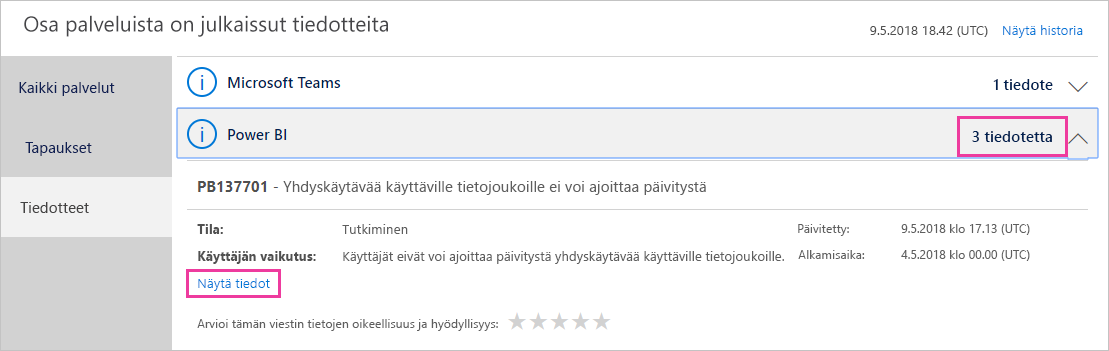 Osa palveluista on julkaissut tiedotteita
9.5.2018 18.42 (UTC) Näytä historia
Kaikki palvelut
Tapaukset
Tiedotteet
Microsoft Teams 1 tiedote
Power BI 3 tiedotetta
PB137701 - Yhdyskäytävää käyttäville tietojoukoille ei voi ajoittaa päivitystä
Tila: Tutkiminen Päivitetty: 9.5.2018 klo 17.13 (UTC)
Käyttäjän vaikutus: Käyttäjät eivät voi ajoittaa päivitystä yhdyskäytävää käyttäville tietojoukoille. Alkamisaika: 4.5.2018 klo 00.00 (UTC)
Näytä tiedot
Arvioi tämän viestin tietojen oikeellisuus ja hyödyllisyys: